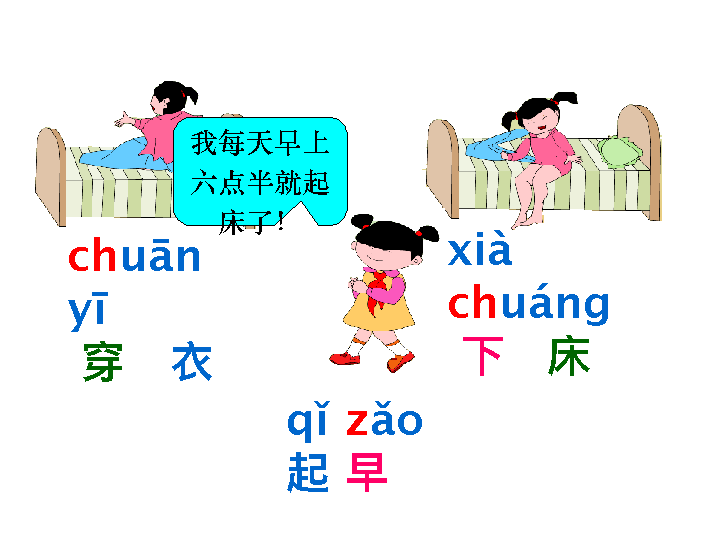 我每天早上
六点半就起
床了!
chuān
yī
穿 衣
xià
chuáng
下 床
qǐ zǎo
起 早